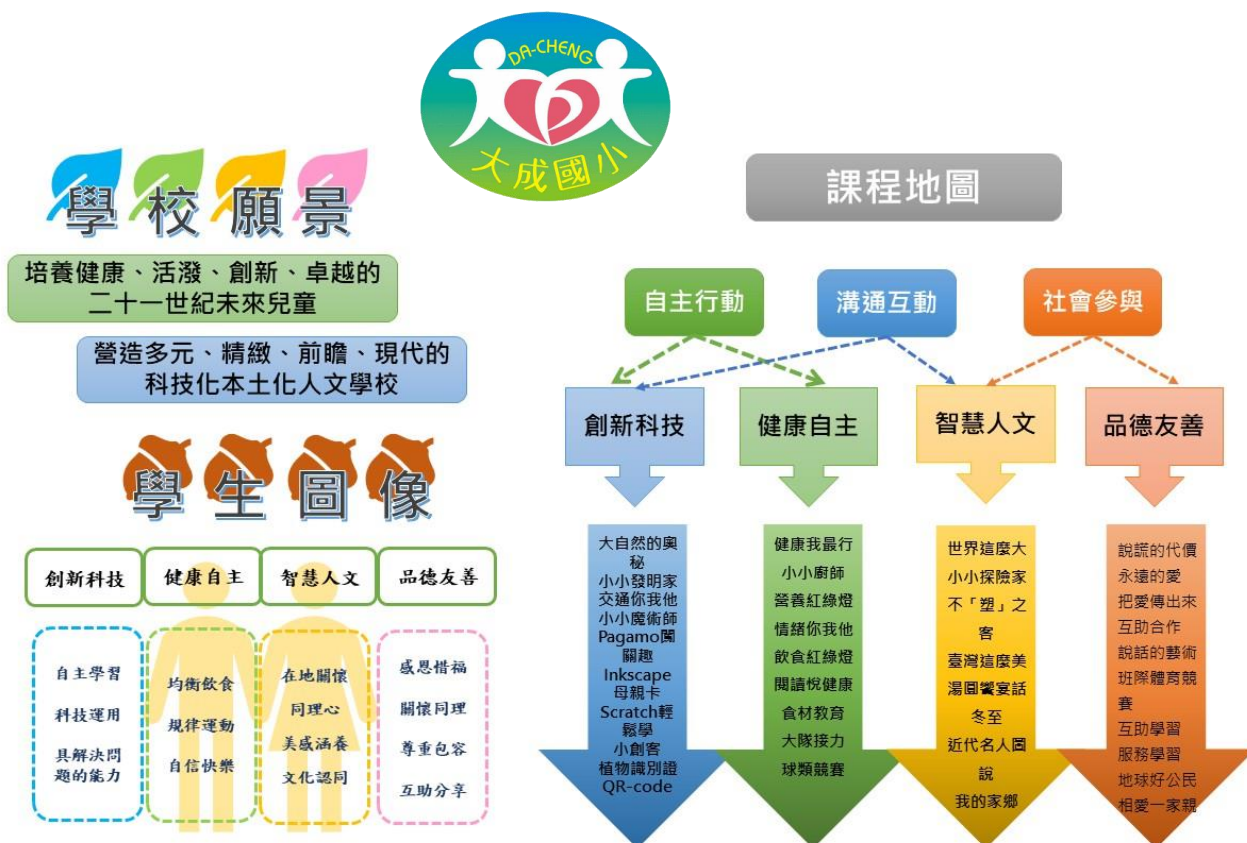 DA-CHENG
大成國小
學校願景
培養健康、活潑、創新、卓越的
二十一世紀未來兒童
營造多元、精緻、前瞻、現代的
科技化本土化人文學校
學生圖像
創新科技
健康自主
智慧人文
品德友善
自主學習
科技運用
具解決問
題的能力
均衡飲食
規律運動
自信快樂
在地關懷
同理心
美感涵養
文化認同
感恩惜福
關懷同理
尊重包容
互助分享
課程地圖
自主行動
溝通互動
社會參與
創新科技
健康自主
智慧人文
品德友善
大自然的奧
秘
小小發明家
交通你我他
小小魔術師
Pagamo闖
關趣
Inkscape
母親卡
Scratch輕
鬆學
小創客
植物識別證
QR-code
健康我最行
小小廚師
營養紅綠燈
情緒你我他
飲食紅綠燈
閱讀悅健康
食材教育
大隊接力
球類競賽
世界這麼大
小小探險家
不「塑」之
客
臺灣這麼美
湯圓饗宴話
冬至
近代名人圖
說
我的家鄉
說謊的代價
永遠的愛
把愛傳出來
互助合作
說話的藝術
班際體育競
賽
互助學習
服務學習
地球好公民
相愛一家親